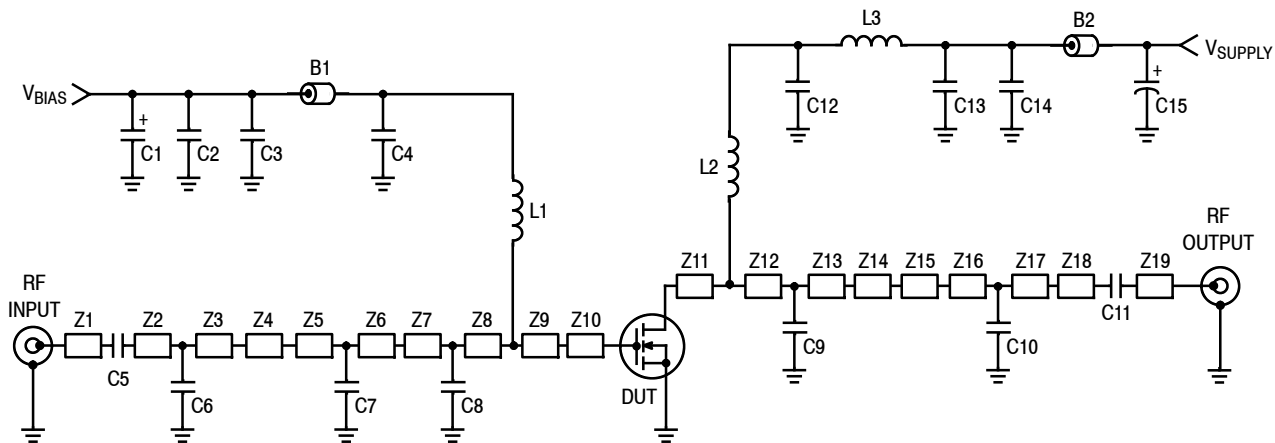 L3
B2
V_SUPPLY
+
C12
C13
C14
C15
B1
V_BIAS
+
C1
C2
C3
C4
L2
L1
RF
INPUT
Z1
Z2
Z3
Z4
Z5
Z6
Z7
Z8
Z9
Z10
C5
C6
C7
C8
DUT
Z11
Z12
Z13
Z14
Z15
Z16
Z17
Z18
Z19
C11
C9
C10
RF
OUTPUT